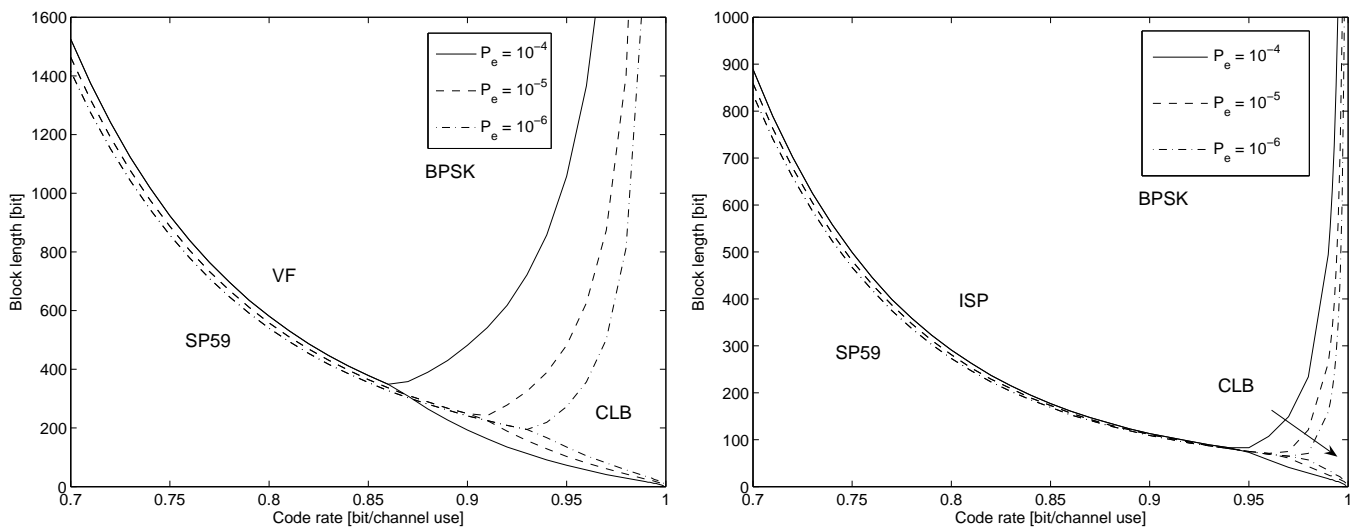 1600
1400
1200
1000
800
600
400
200
0
Block length [bit]
P_e = 10^−4
P_e = 10^−5
P_e = 10^−6
BPSK
VF
SP59
CLB
0.7 0.75 0.8 0.85 0.9 0.95 1
Code rate [bit/channel use]
1000
900
800
700
600
500
400
300
200
100
0
Block length [bit]
P_e = 10^−4
P_e = 10^−5
P_e = 10^−6
BPSK
ISP
SP59
CLB
0.7 0.75 0.8 0.85 0.9 0.95 1
Code rate [bit/channel use]